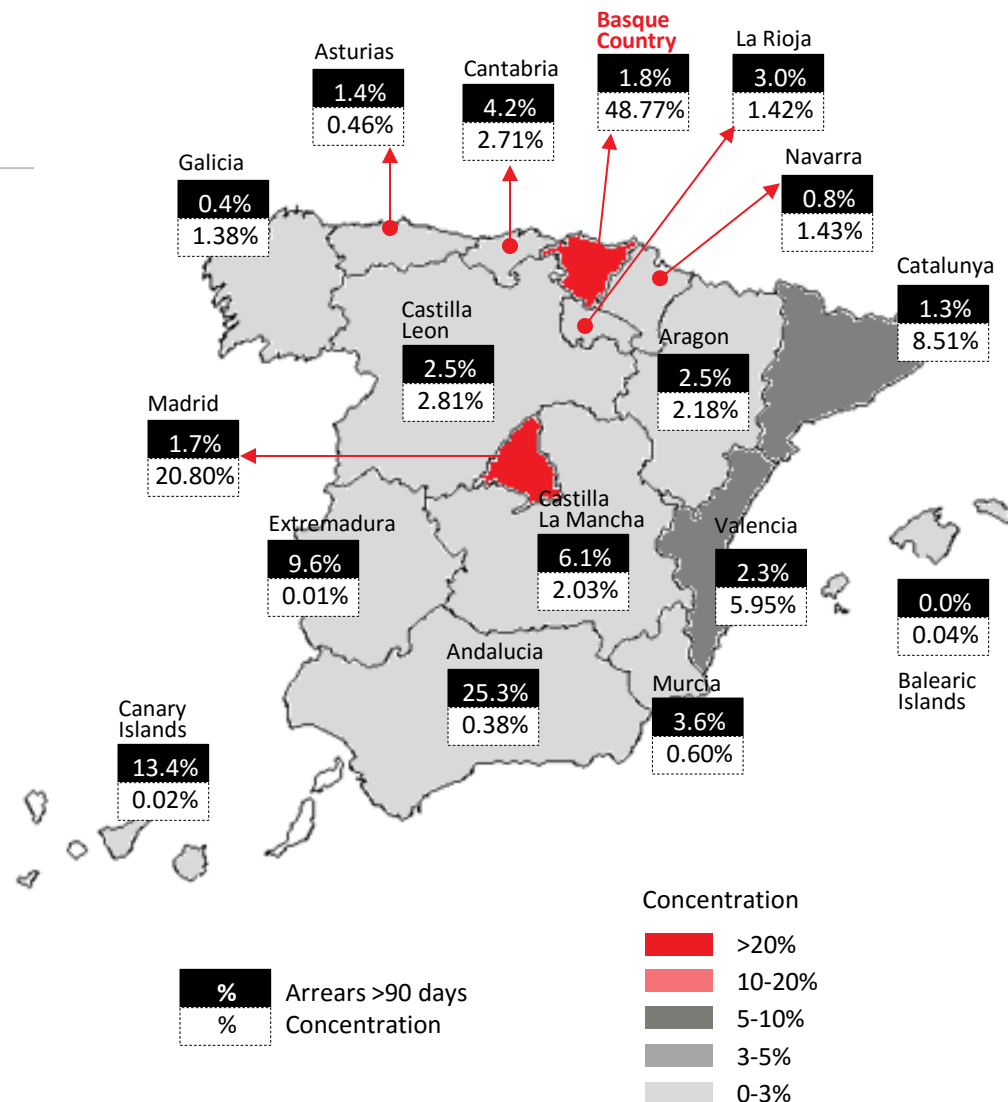 Basque
Country
1.8%
48.77%
La Rioja
3.0%
1.42%
Asturias
1.4%
0.46%
Cantabria
4.2%
2.71%
Galicia
0.4%
1.38%
Navarra
0.8%
1.43%
Catalunya
1.3%
8.51%
Castilla
Leon
2.5%
2.81%
Aragon
2.5%
2.18%
Madrid
1.7%
20.80%
Extremadura
9.6%
0.01%
Castilla
La Mancha
6.1%
2.03%
Valencia
2.3%
5.95%
0.0%
0.04%
Balearic
Islands
Andalucia
25.3%
0.38%
Murcia
3.6%
0.60%
Canary
Islands
13.4%
0.02%
% Arrears >90 days
% Concentration
Concentration
>20%
10-20%
5-10%
3-5%
0-3%